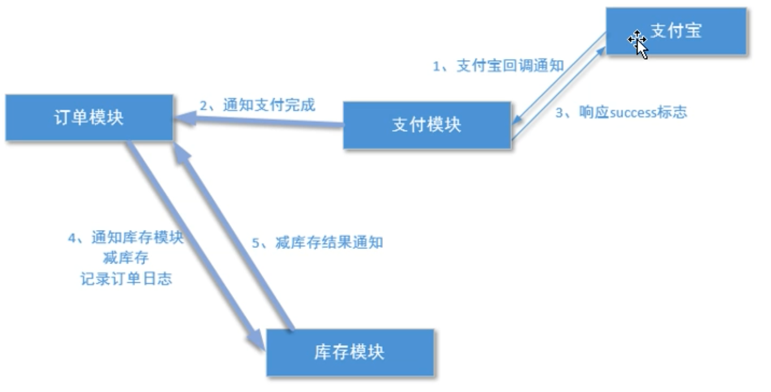 支付宝
1、支付宝回调通知
2、通知支付完成
订单模块
支付模块
3、响应success标志
4、通知库存模块
减库存
记录订单日志
5、减库存结果通知
库存模块